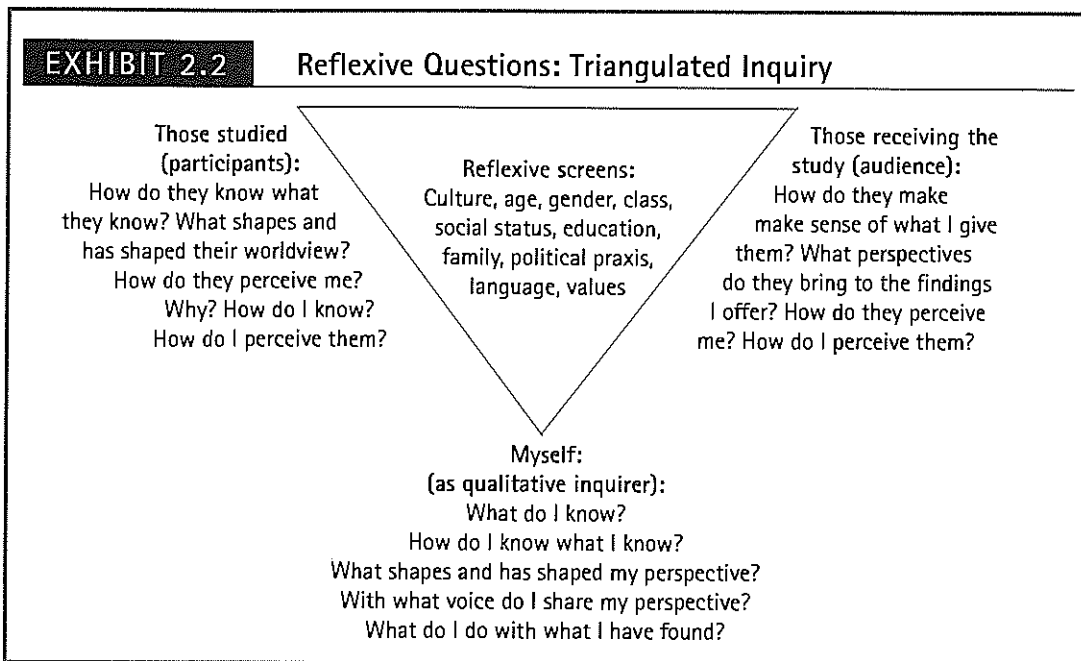 EXHIBIT 2.2
Reflexive Questions: Triangulated Inquiry
Those studied
(participants):
How do they know what
they know? What shapes and
has shaped their worldview?
How do they perceive me?
Why? How do I know?
How do I perceive them?
Reflexive screens:
Culture, age, gender, class,
social status, education,
family, political praxis,
language, values
Those receiving the
study (audience):
How do they make
make sense of what I give
them? What perspectives
do they bring to the findings
I offer? How do they perceive
me? How do I perceive them?
Myself:
(as qualitative inquirer):
What do I know?
How do I know what I know?
What shapes and has shaped my perspective?
With what voice do I share my perspective?
What do I do with what I have found?